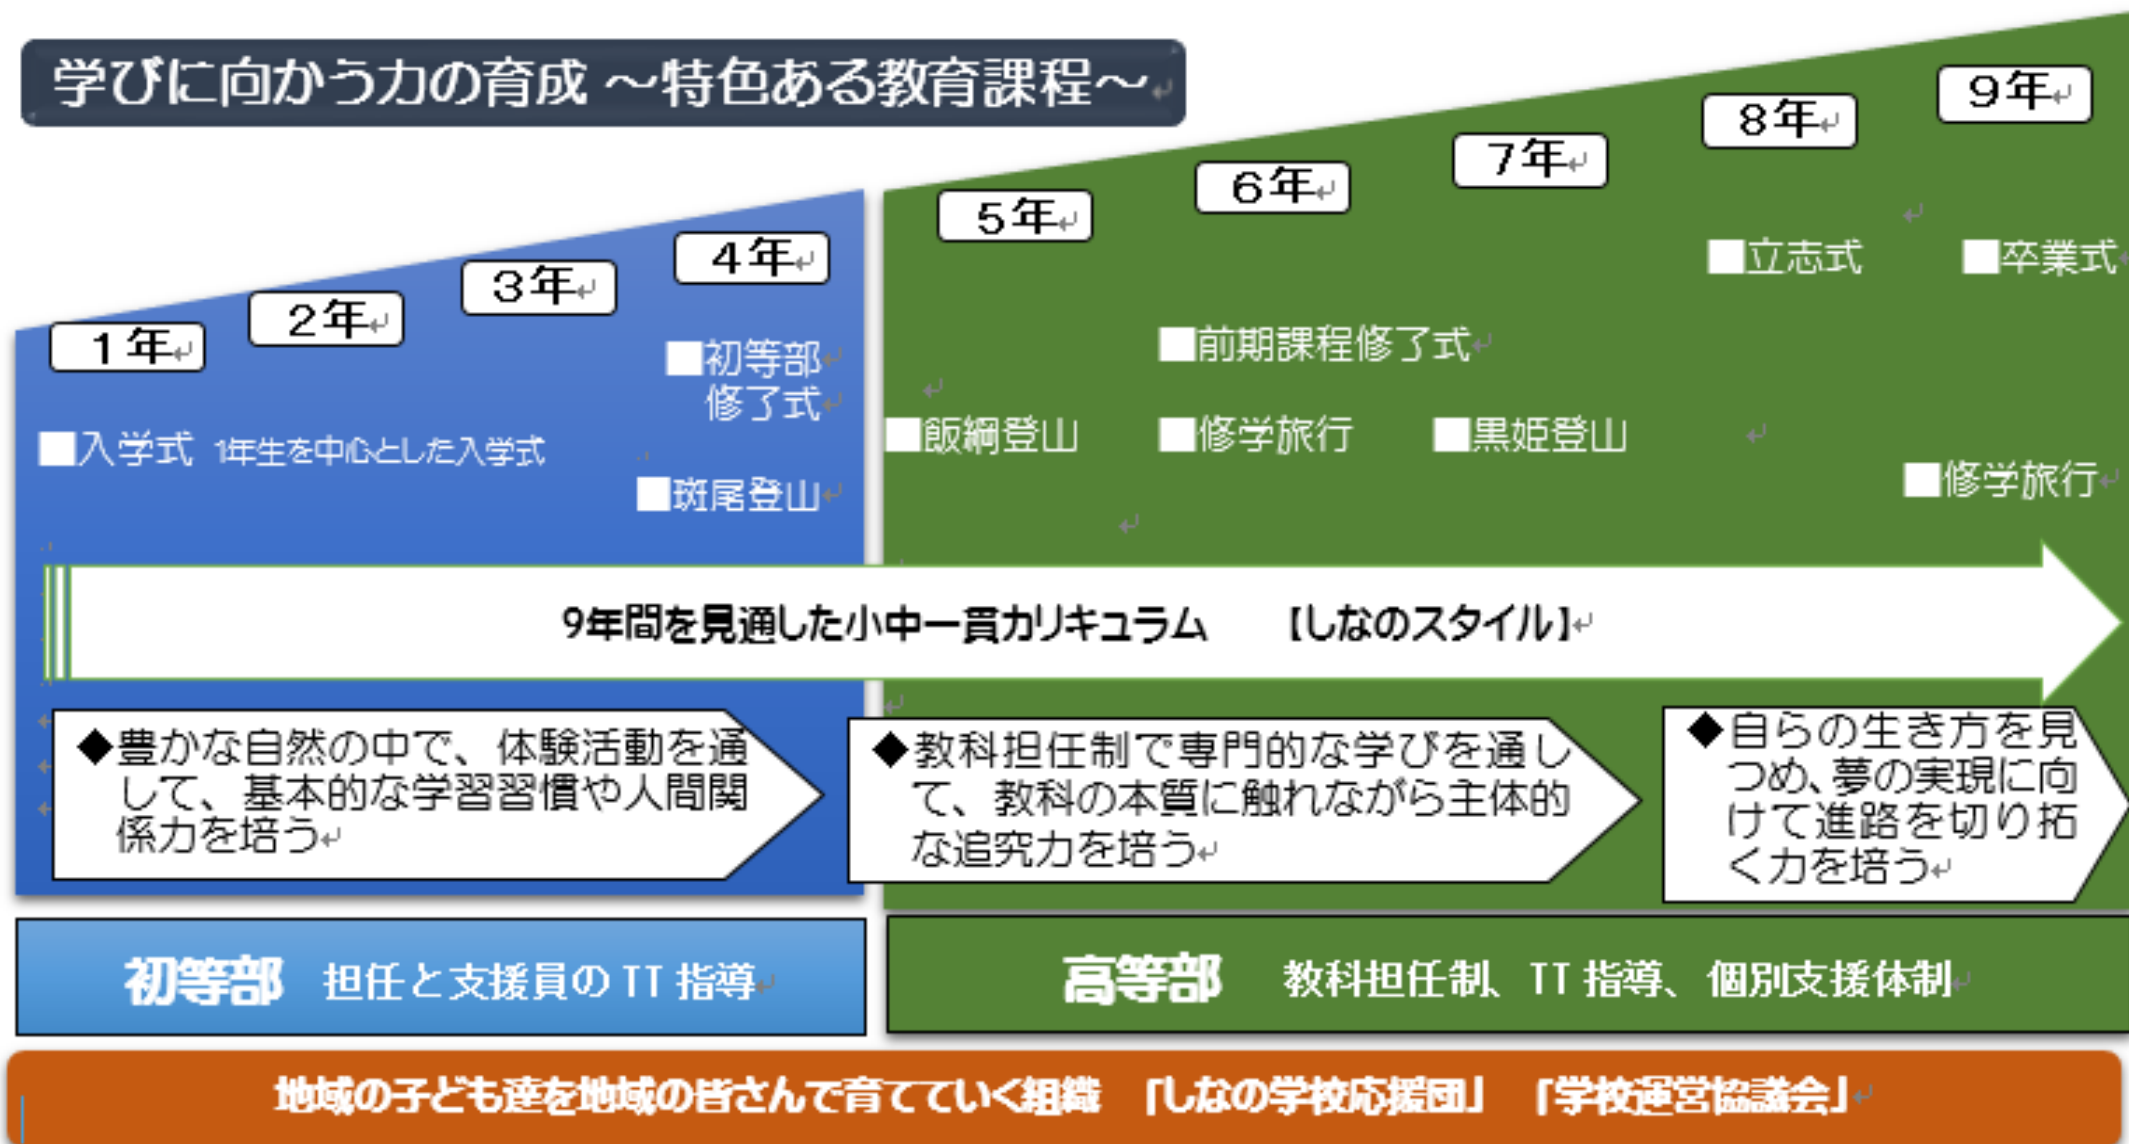 学びに向かう力の育成 ～特色ある教育課程～
1年
2年
3年
4年
5年
6年
7年
8年
9年
■入学式 1年生を中心とした入学式
■初等部
修了式
■斑尾登山
■飯綱登山
■前期課程修了式
■修学旅行
■黒姫登山
■立志式
■卒業式
■修学旅行
9年間を見通した小中一貫カリキュラム 【しなのスタイル】
◆豊かな自然の中で、体験活動を通
して、基本的な学習習慣や人間関
係力を培う
◆教科担任制で専門的な学びを通し
て、教科の本質に触れながら主体的
な追究力を培う
◆自らの生き方を見
つめ、夢の実現に向
けて進路を切り拓
く力を培う
初等部 担任と支援員のTT指導
高等部 教科担任制、TT指導、個別支援体制
地域の子ども達を地域の皆さんで育てていく組織 「しなの学校応援団」 「学校運営協議会」